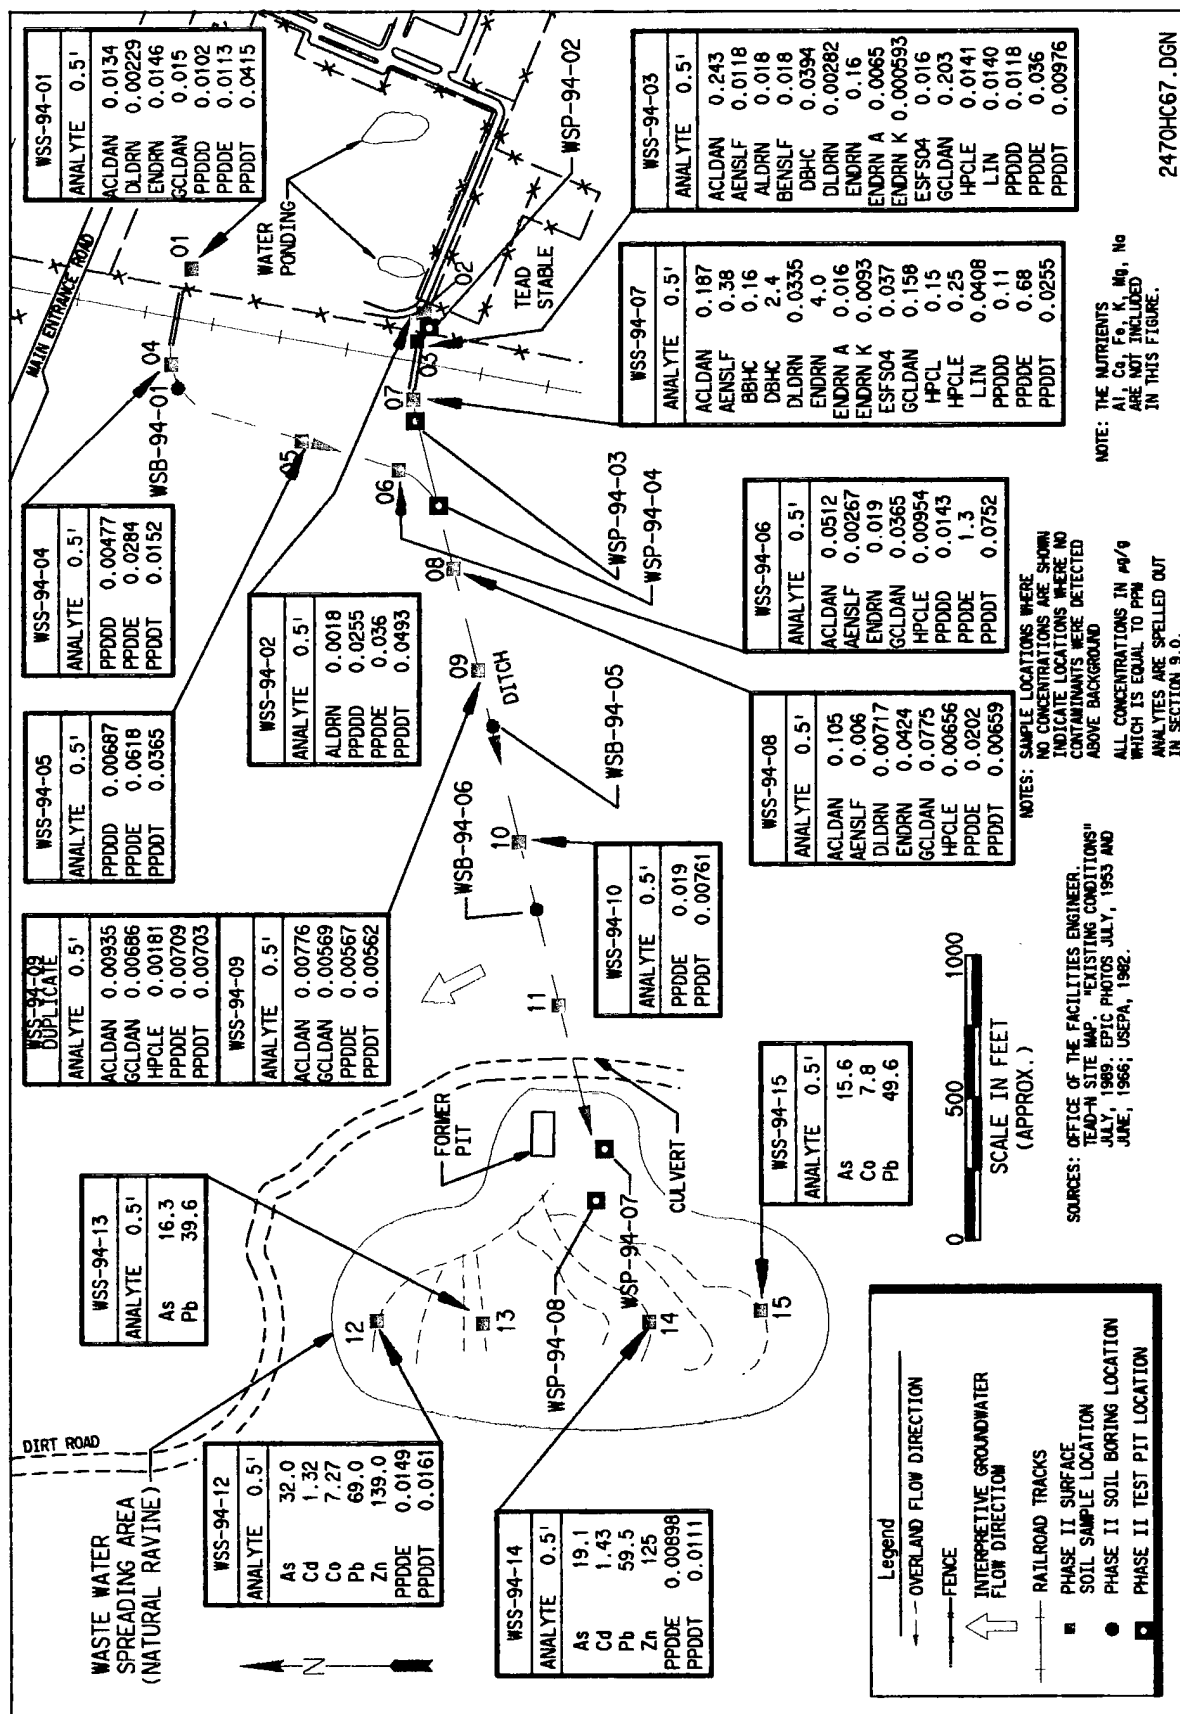 WASTE WATER
SPREADING AREA
(NATURAL RAVINE)
DIRT ROAD
N
WSS-94-12
ANALYTE 0.5'
As 32.0
Cd 1.32
Co 7.27
Pb 69.0
Zn 139.0
PPDDE 0.0149
PPDDT 0.0161
WSS-94-14
ANALYTE 0.5'
As 19.1
Cd 1.43
Pb 59.5
Zn 125
PPDDE 0.00898
PPDDT 0.0111
WSS-94-13
ANALYTE 0.5'
As 16.3
Pb 39.6
12
13
14
15
WSP-94-08
WSP-94-07
FORMER
PIT
CULVERT
WSS-94-15
ANALYTE 0.5'
As 15.6
Co 7.8
Pb 49.6
WSS-94-09
DUPLICATE
ANALYTE 0.5'
ACLDAN 0.00935
GCLDAN 0.00686
HPCLE 0.00181
PPDDE 0.00709
PPDDT 0.00703
WSS-94-09
ANALYTE 0.5'
ACLDAN 0.00776
GCLDAN 0.00569
PPDDE 0.00567
PPDDT 0.00562
11
WSB-94-06
10
WSS-94-10
ANALYTE 0.5'
PPDDE 0.019
PPDDT 0.00761
WSB-94-05
DITCH
09
08
WSS-94-05
ANALYTE 0.5'
PPDDD 0.00687
PPDDE 0.0618
PPDDT 0.0365
WSS-94-04
ANALYTE 0.5'
PPDDD 0.00477
PPDDE 0.0284
PPDDT 0.0152
WSS-94-02
ANALYTE 0.5'
ALDRN 0.0018
PPDDD 0.0255
PPDDE 0.036
PPDDT 0.0493
WSS-94-08
ANALYTE 0.5'
ACLDAN 0.105
AENSLF 0.006
DLDRN 0.00717
ENDRN 0.0424
GCLDAN 0.0775
HPCLE 0.00656
PPDDE 0.0202
PPDDT 0.00659
WSS-94-06
ANALYTE 0.5'
ACLDAN 0.0512
AENSLF 0.00267
ENDRN 0.019
GCLDAN 0.0365
HPCLE 0.00954
PPDDD 0.0143
PPDDE 1.3
PPDDT 0.0752
WSP-94-03
WSP-94-04
WSB-94-01
04
05
06
07
03
02
01
MAIN ENTRANCE ROAD
WATER
PONDING
TEAD
STABLE
WSP-94-02
WSS-94-01
ANALYTE 0.5'
ACLDAN 0.0134
DLDRN 0.00229
ENDRN 0.0146
GCLDAN 0.015
PPDDD 0.0102
PPDDE 0.0113
PPDDT 0.0415
WSS-94-07
ANALYTE 0.5'
ACLDAN 0.187
AENSLF 0.38
BBHC 0.16
DBHC 2.4
DLDRN 0.0335
ENDRN 4.0
ENDRN A 0.016
ENDRN K 0.0093
ESFSO4 0.037
GCLDAN 0.158
HPCL 0.15
HPCLE 0.25
LIN 0.0408
PPDDD 0.11
PPDDE 0.68
PPDDT 0.0255
WSS-94-03
ANALYTE 0.5'
ACLDAN 0.243
AENSLF 0.0118
ALDRN 0.018
BENSLF 0.018
DBHC 0.0394
DLDRN 0.00282
ENDRN 0.16
ENDRN A 0.0065
ENDRN K 0.000593
ESFSO4 0.016
GCLDAN 0.203
HPCLE 0.0141
LIN 0.0140
PPDDD 0.0118
PPDDE 0.036
PPDDT 0.00976
Legend
OVERLAND FLOW DIRECTION
FENCE
INTERPRETIVE GROUNDWATER
FLOW DIRECTION
RAILROAD TRACKS
PHASE II SURFACE
SOIL SAMPLE LOCATION
PHASE II SOIL BORING LOCATION
PHASE II TEST PIT LOCATION
0 500 1000
SCALE IN FEET
(APPROX.)
SOURCES: OFFICE OF THE FACILITIES ENGINEER.
TEAD-N SITE MAP. "EXISTING CONDITIONS"
JULY, 1989. EPIC PHOTOS JULY, 1953 AND
JUNE, 1966; USEPA, 1982.
NOTES: SAMPLE LOCATIONS WHERE
NO CONCENTRATIONS ARE SHOWN
INDICATE LOCATIONS WHERE NO
CONTAMINANTS WERE DETECTED
ABOVE BACKGROUND
ALL CONCENTRATIONS IN µg/g
WHICH IS EQUAL TO PPM
ANALYTES ARE SPELLED OUT
IN SECTION 9.0.
NOTE: THE NUTRIENTS
Al, Ca, Fe, K, Mg, Na
ARE NOT INCLUDED
IN THIS FIGURE.
2470HC67.DGN